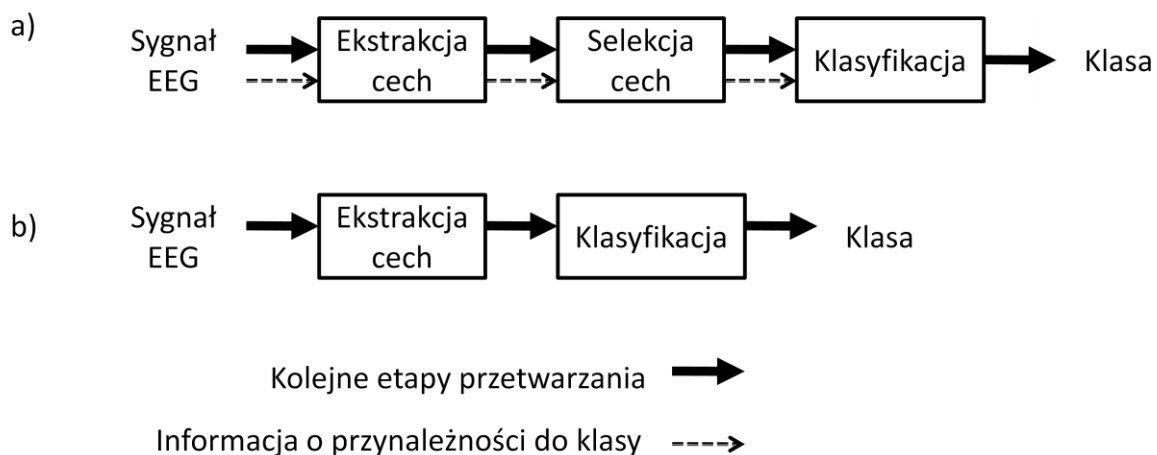 a)
Sygnał
EEG
Ekstrakcja
cech
Selekcja
cech
Klasyfikacja
Klasa
b)
Sygnał
EEG
Ekstrakcja
cech
Klasyfikacja
Klasa
Kolejne etapy przetwarzania
Informacja o przynależności do klasy